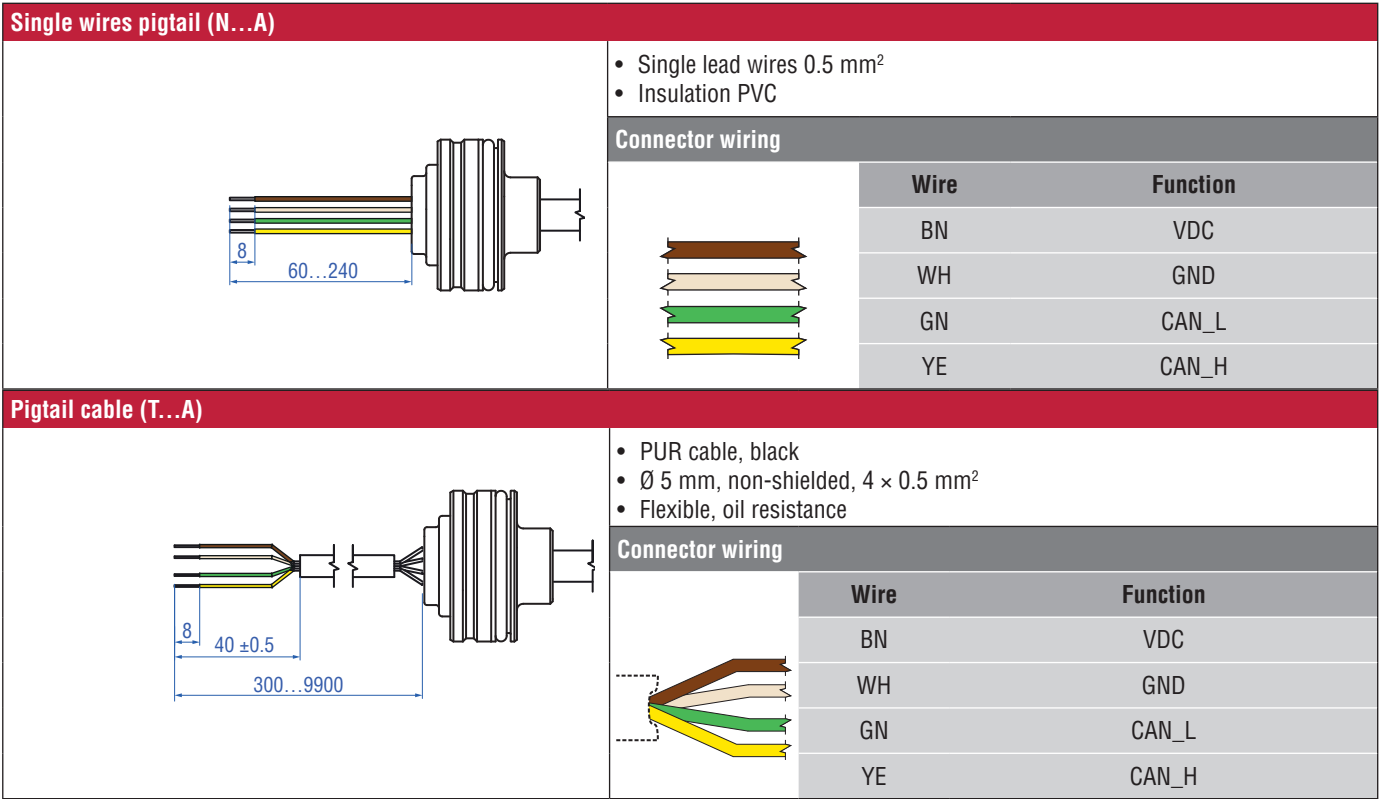 Single wires pigtail (N…A)
• Single lead wires 0.5 mm²
• Insulation PVC
8
60…240
Connector wiring
Wire Function
BN VDC
WH GND
GN CAN_L
YE CAN_H
Pigtail cable (T…A)
• PUR cable, black
• Ø 5 mm, non-shielded, 4 × 0.5 mm²
• Flexible, oil resistance
8
40 ±0.5
300…9900
Connector wiring
Wire Function
BN VDC
WH GND
GN CAN_L
YE CAN_H